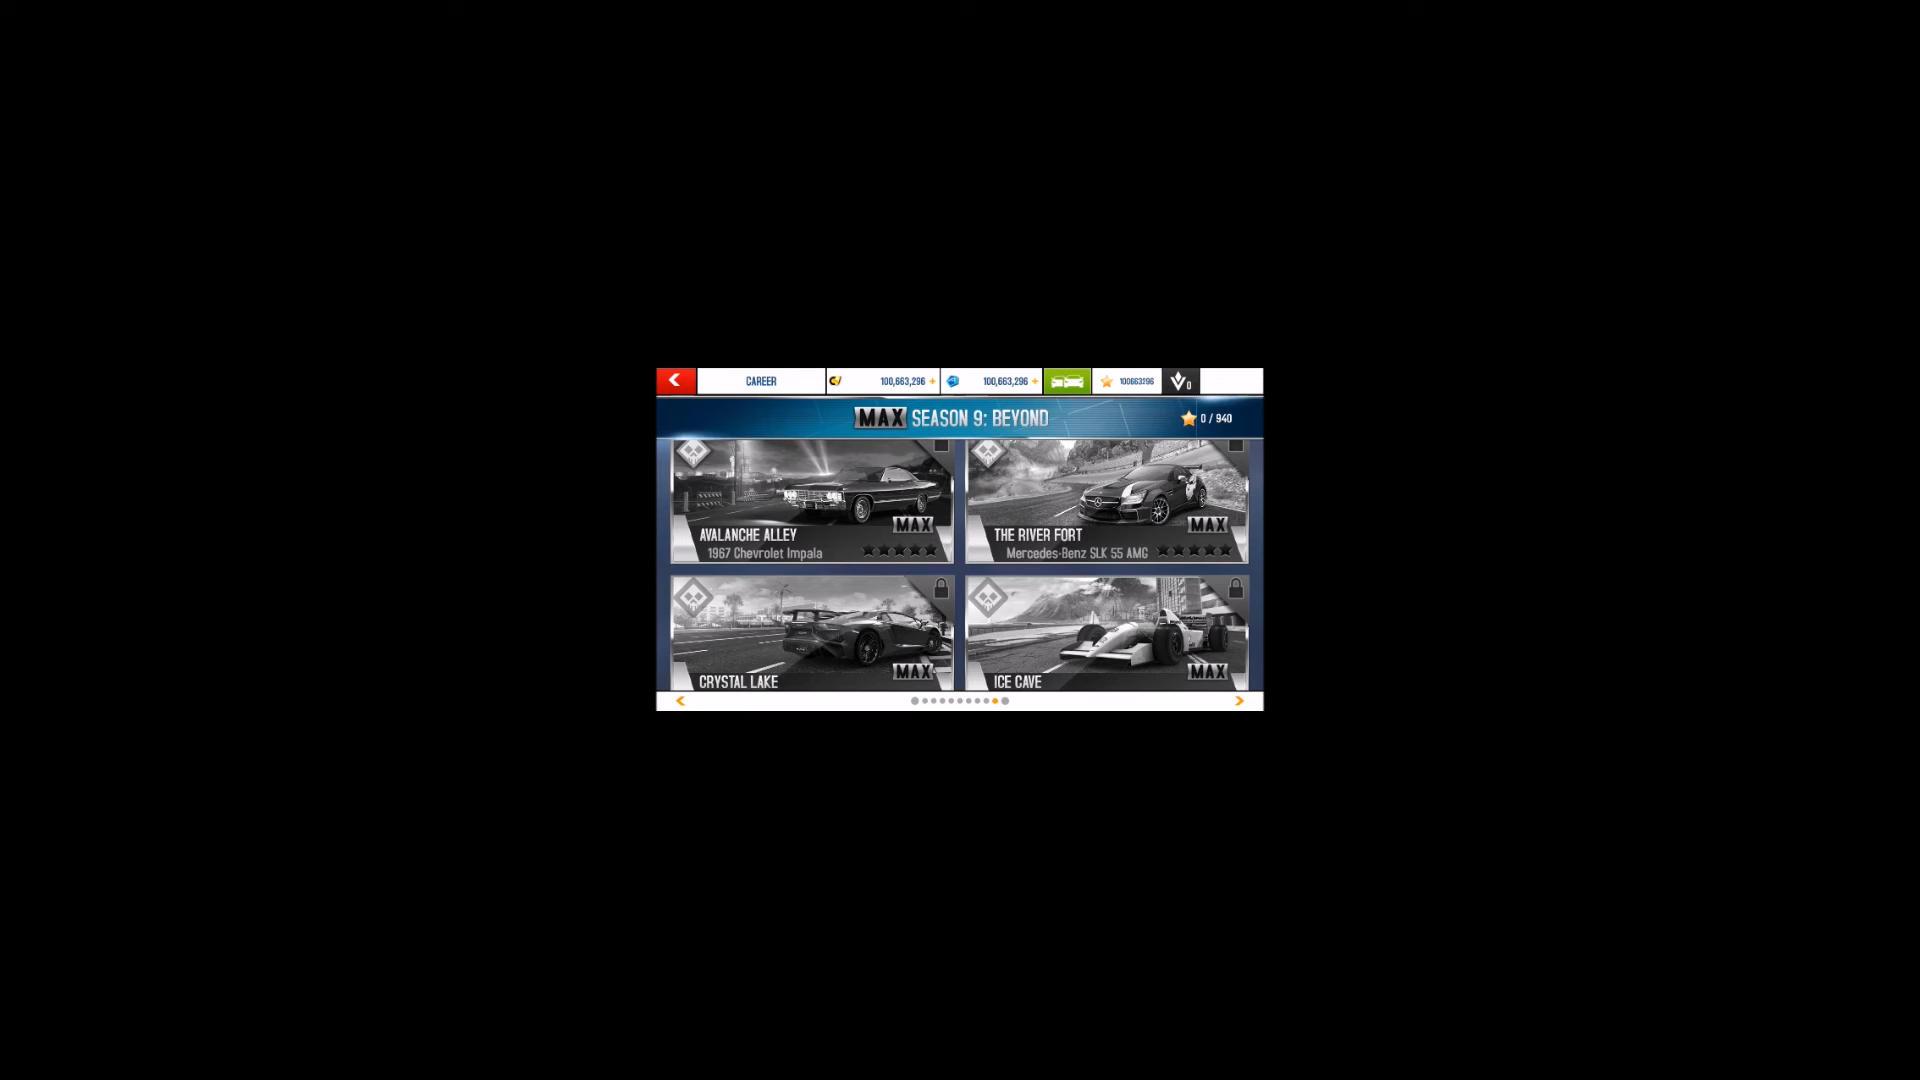 CAREER
100,663,296 +
100,663,296 +
100663296
0
MAX SEASON 9: BEYOND
0 / 940
MAX
AVALANCHE ALLEY
1967 Chevrolet Impala
MAX
THE RIVER FORT
Mercedes-Benz SLK 55 AMG
MAX
CRYSTAL LAKE
MAX
ICE CAVE